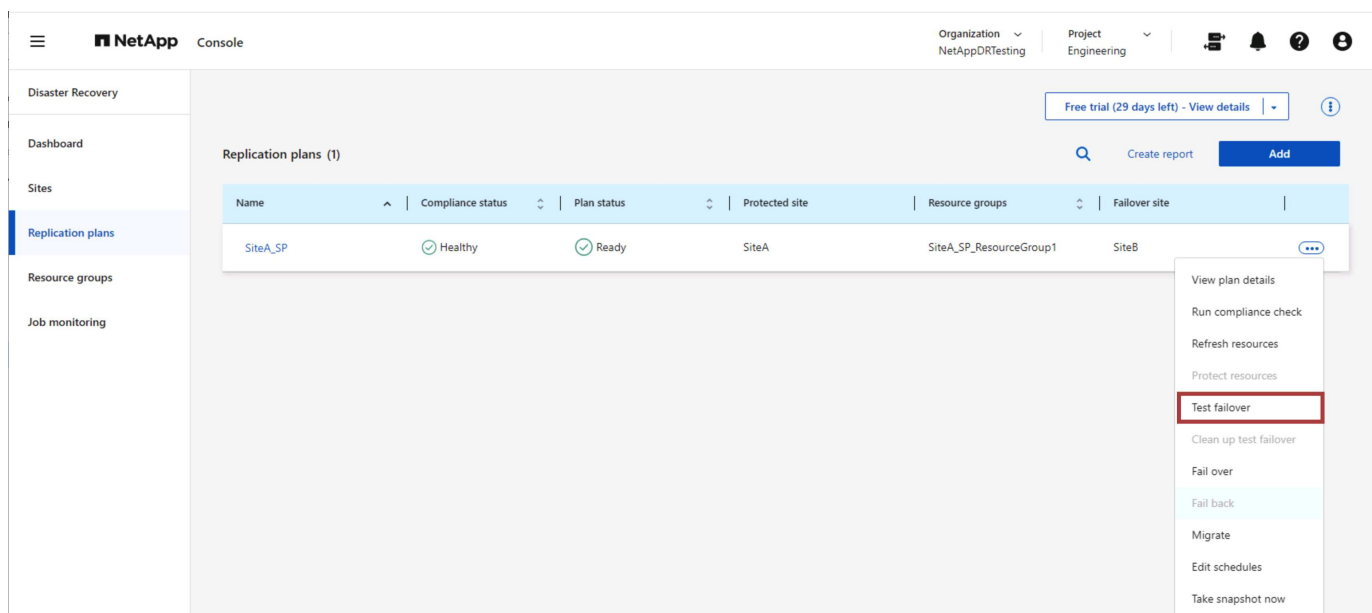 NetApp Console
Organization
NetAppDRTesting
Project
Engineering
Disaster Recovery
Dashboard
Sites
Replication plans
Resource groups
Job monitoring
Free trial (29 days left) - View details
Replication plans (1)
Create report
Add
Name Compliance status Plan status Protected site Resource groups Failover site
SiteA_SP Healthy Ready SiteA SiteA_SP_ResourceGroup1 SiteB
View plan details
Run compliance check
Refresh resources
Protect resources
Test failover
Clean up test failover
Fail over
Fail back
Migrate
Edit schedules
Take snapshot now